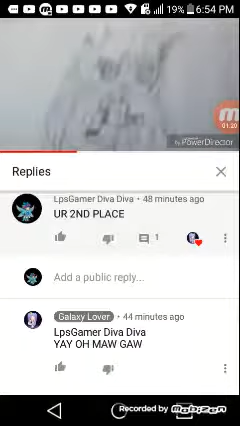 19% 6:54 PM
01:20
by PowerDirector
Replies
LpsGamer Diva Diva • 48 minutes ago
UR 2ND PLACE
1
Add a public reply...
Galaxy Lover • 44 minutes ago
LpsGamer Diva Diva
YAY OH MAW GAW
Recorded by mobizen